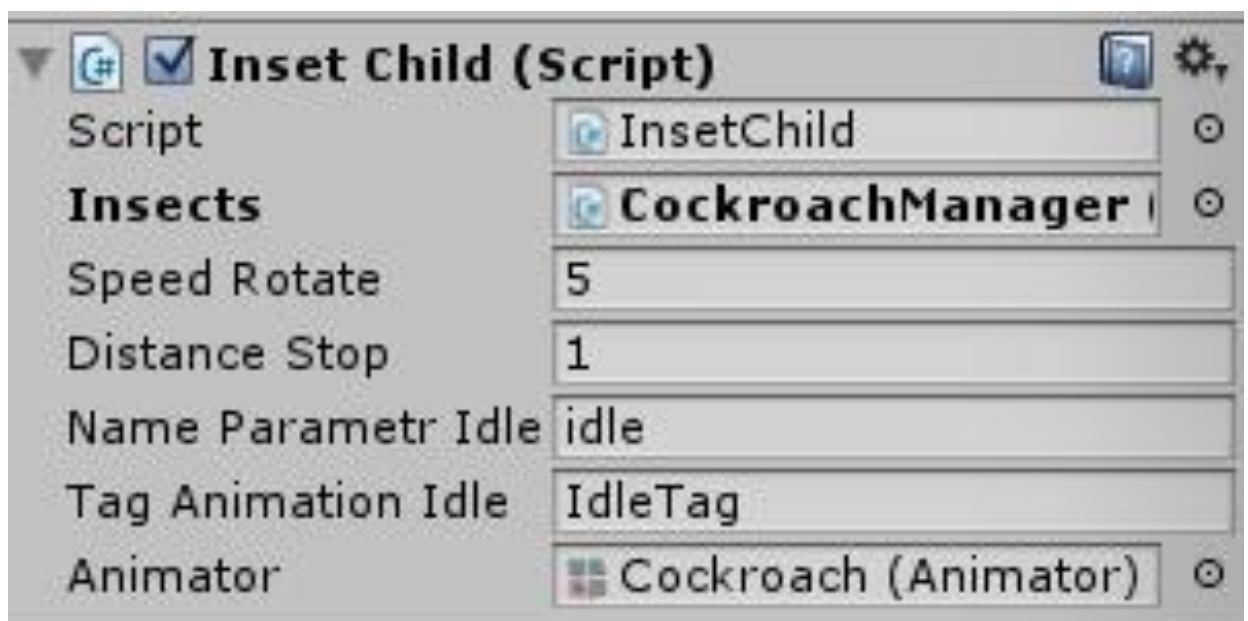 Inset Child (Script)
Script InsetChild
Insects CockroachManager (
Speed Rotate 5
Distance Stop 1
Name Parametr Idle idle
Tag Animation Idle IdleTag
Animator Cockroach (Animator)